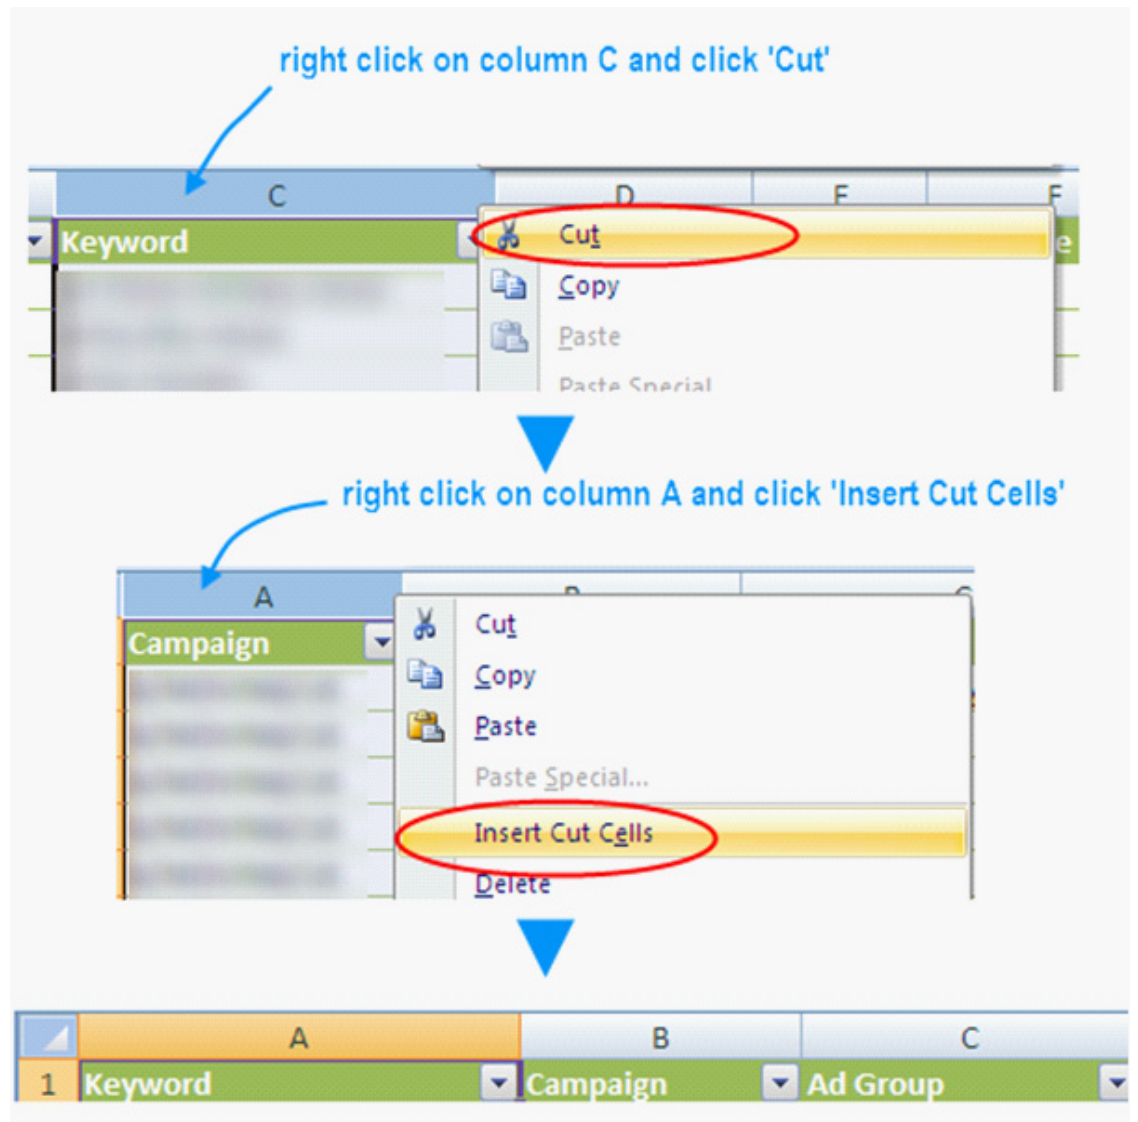 right click on column C and click 'Cut'
C D E F
Keyword
Cut
e
Copy
Paste
Paste Special
right click on column A and click 'Insert Cut Cells'
A
Campaign
Cut
Copy
Paste
Paste Special...
Insert Cut Cells
Delete
A B C
1 Keyword Campaign Ad Group